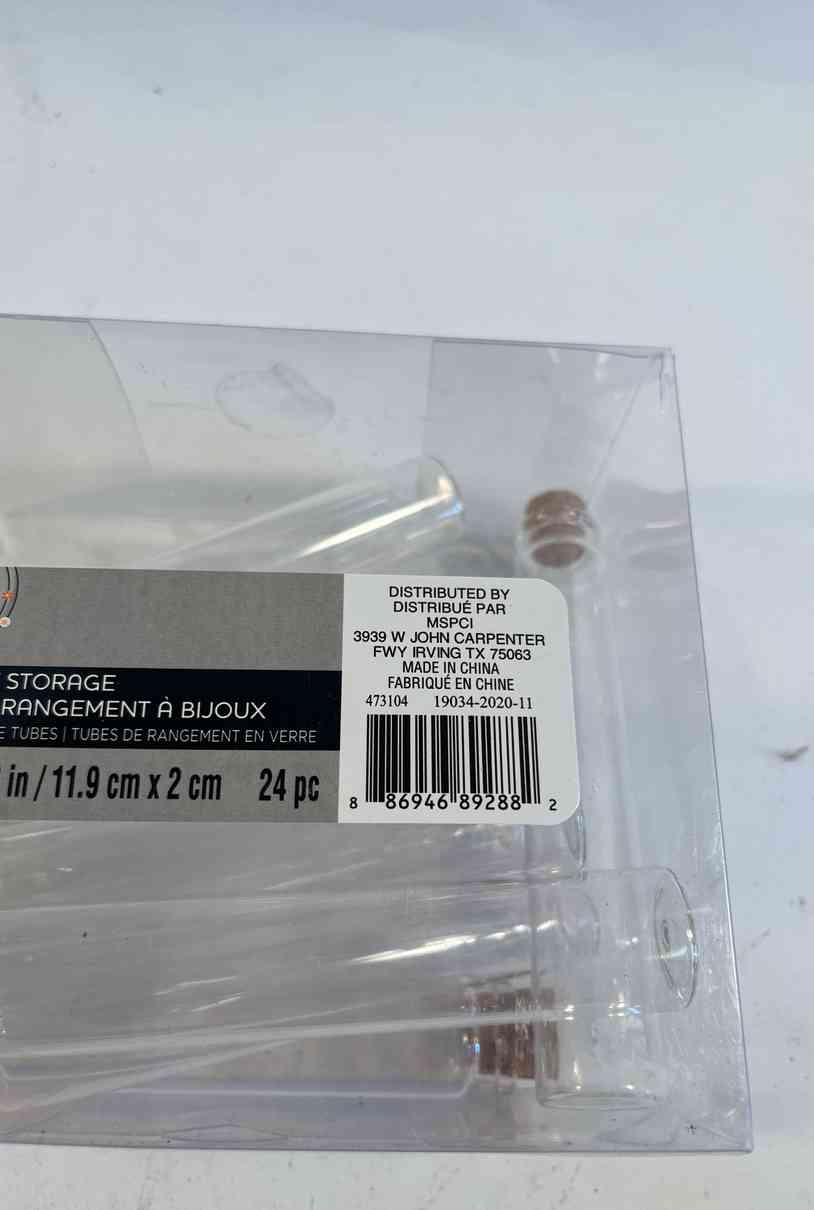 STORAGE
RANGEMENT À BIJOUX
TUBES | TUBES DE RANGEMENT EN VERRE
in / 11.9 cm x 2 cm 24 pc
DISTRIBUTED BY
DISTRIBUÉ PAR
MSPCI
3939 W JOHN CARPENTER
FWY IRVING TX 75063
MADE IN CHINA
FABRIQUÉ EN CHINE
473104 19034-2020-11
8 86946 89288 2